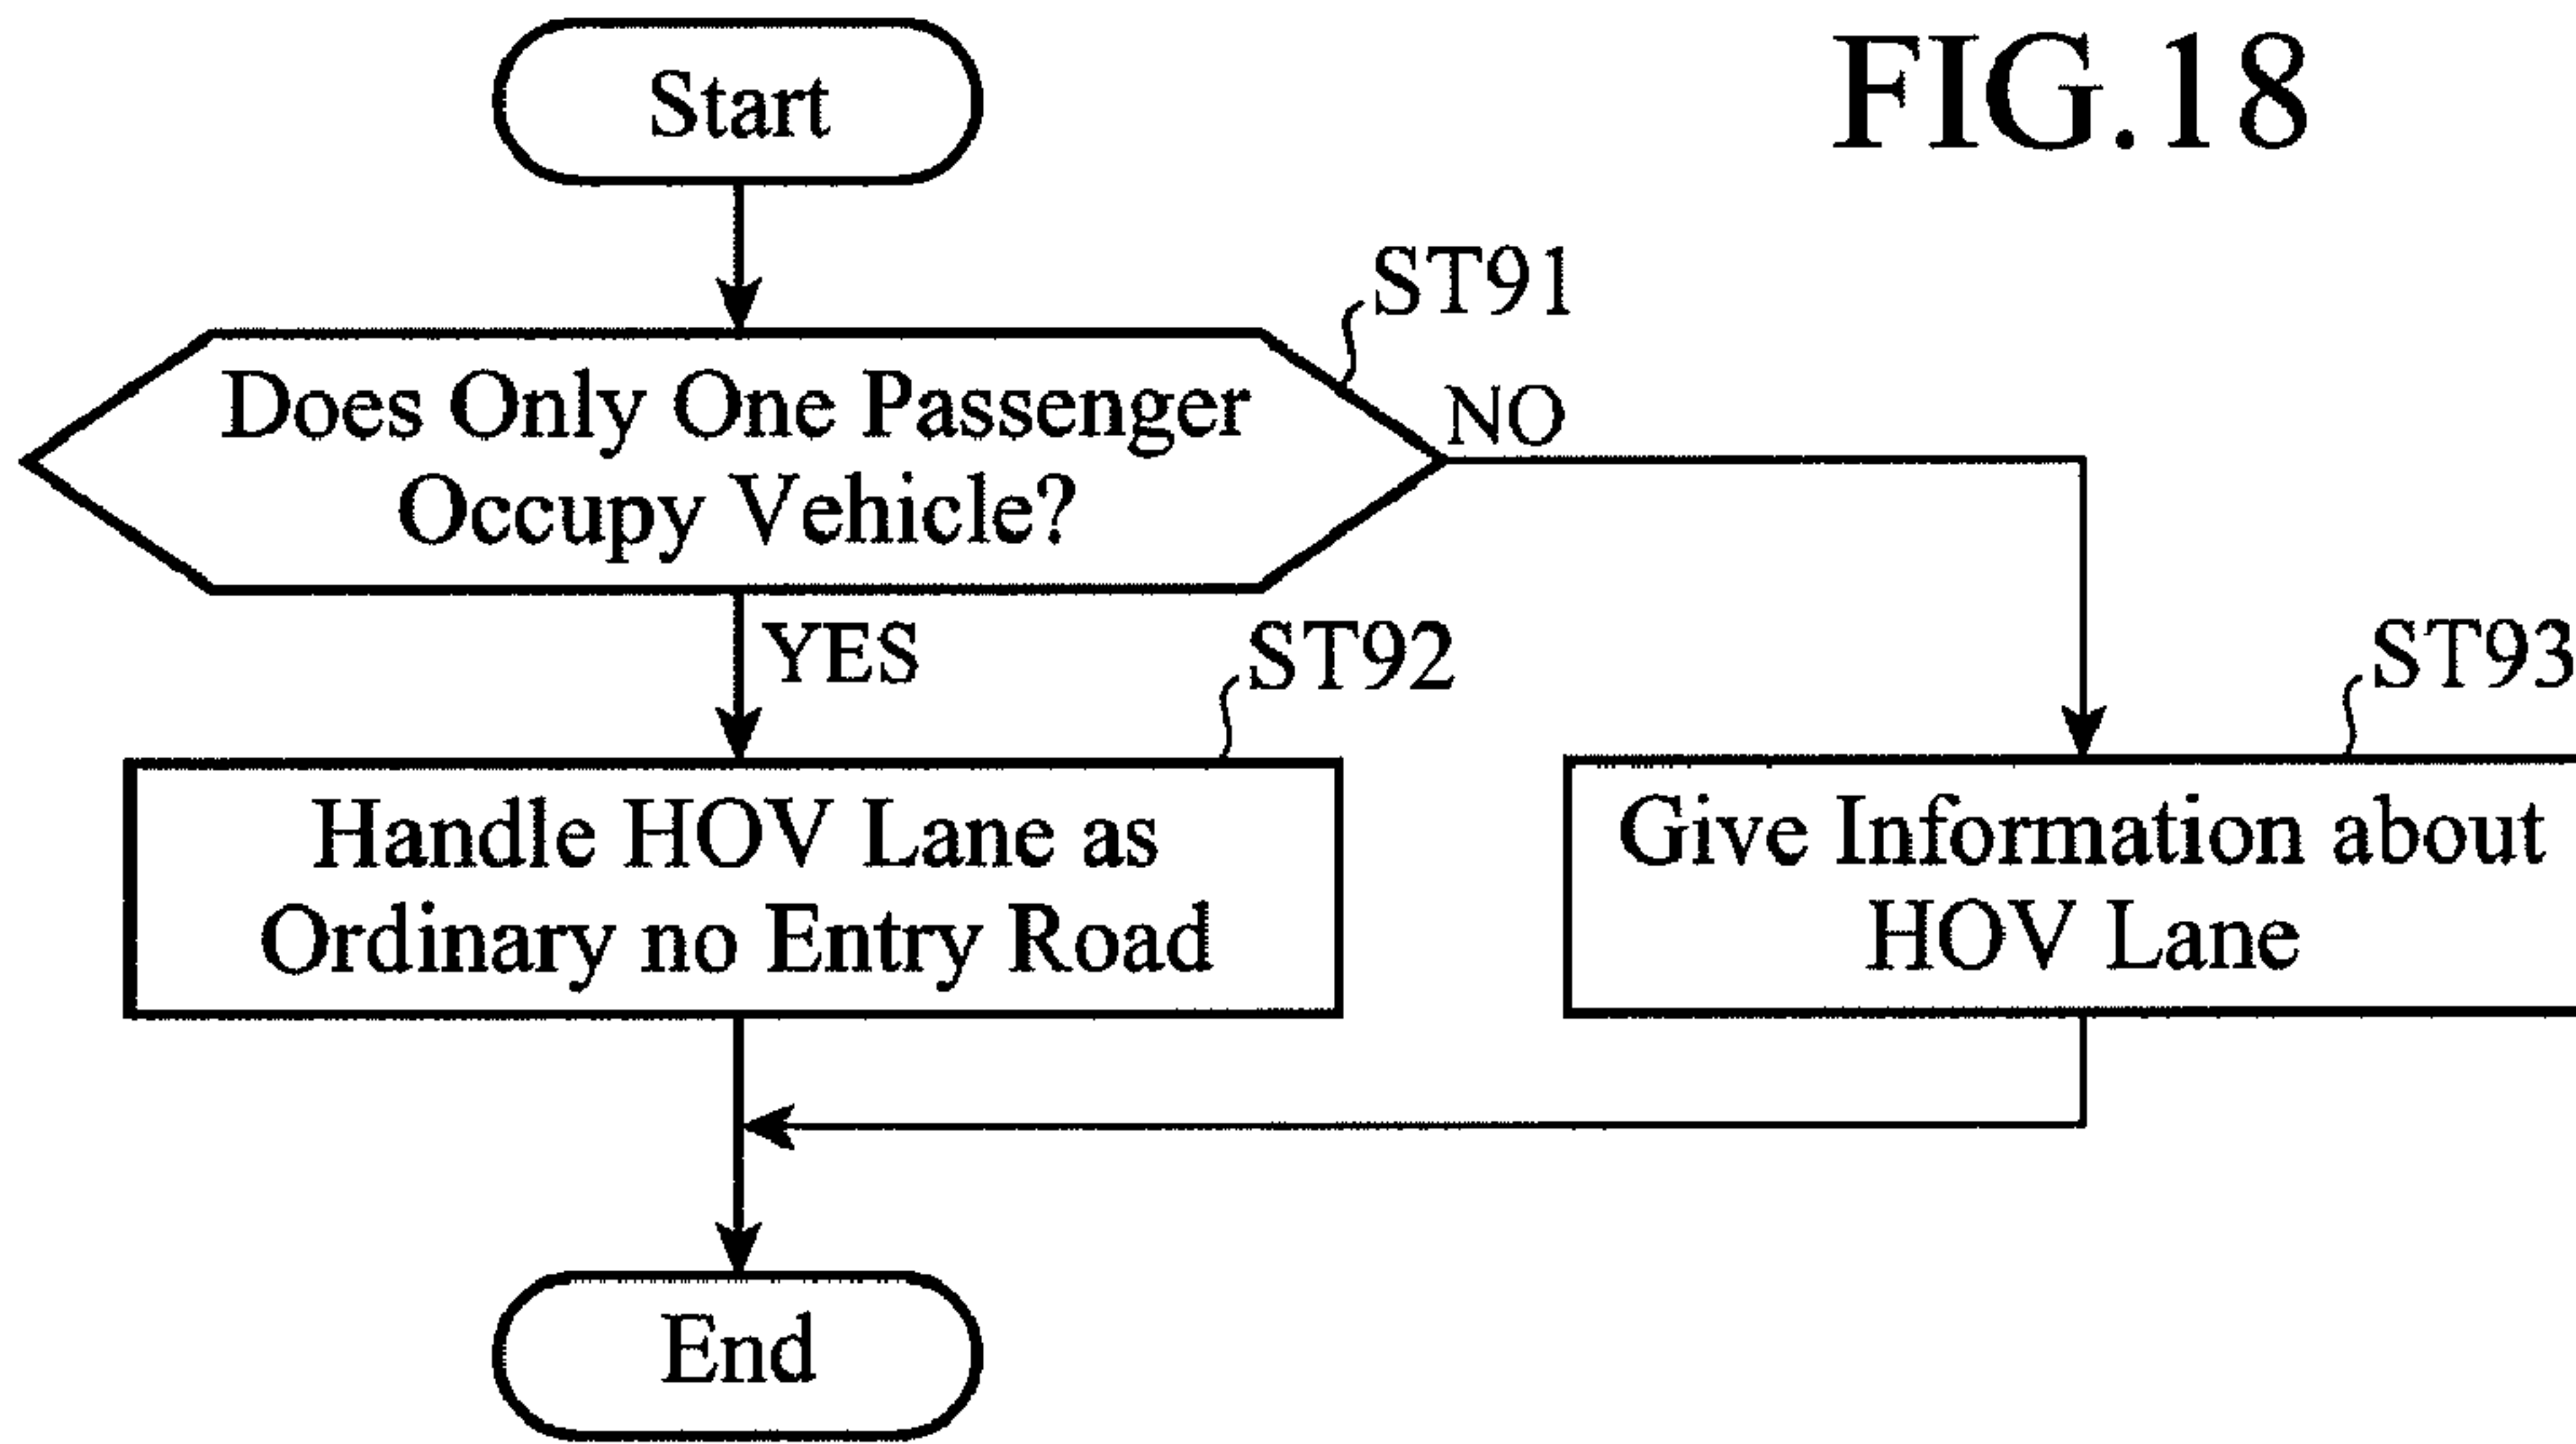 FIG.18
Start
ST91
Does Only One Passenger
Occupy Vehicle?
NO
YES
ST92
Handle HOV Lane as
Ordinary no Entry Road
ST93
Give Information about
HOV Lane
End